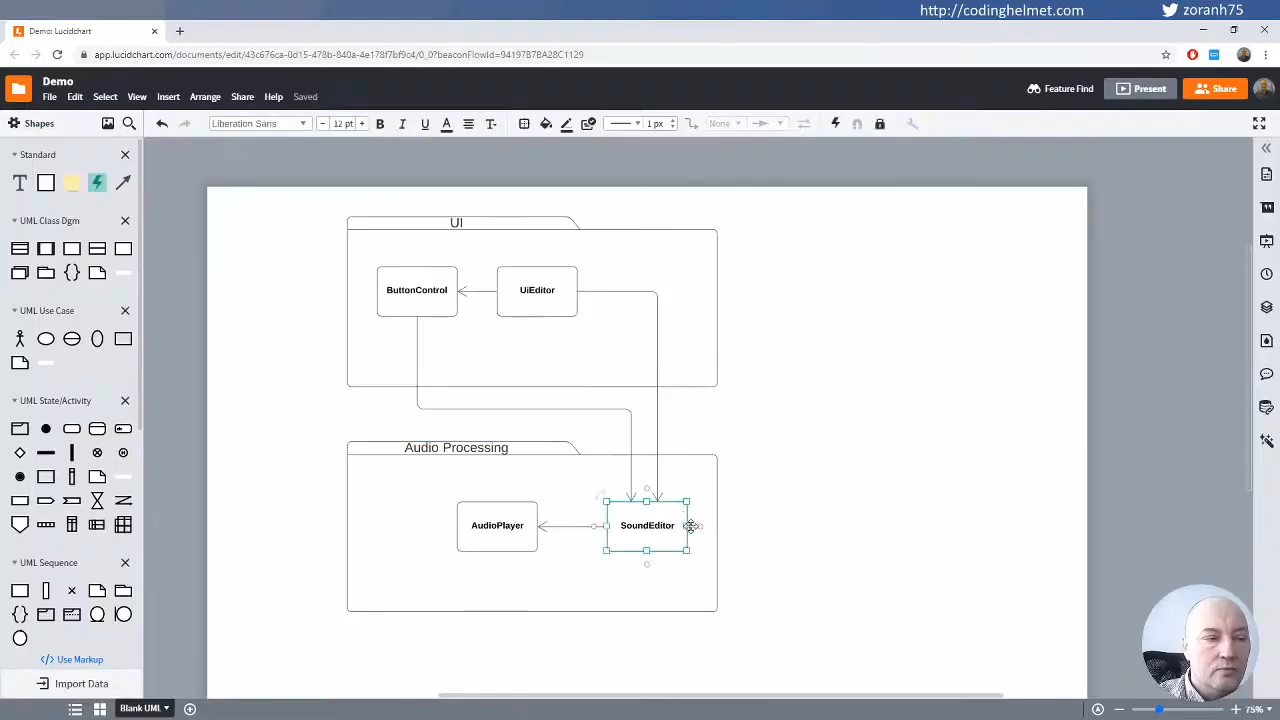 http://codinghelmet.com
zoranh75
Demo: Lucidchart
app.lucidchart.com/documents/edit/43c676ca-0d15-478b-840a-4e178f7bf9c4/0_0?beaconFlowId=94197B7BA28C1129
Demo
File Edit Select View Insert Arrange Share Help Saved
Feature Find
Present
Share
Shapes
Liberation Sans
12 pt
B I U A T
1 px
None
Standard
UML Class Dgm
UML Use Case
UML State/Activity
UML Sequence
Use Markup
Import Data
UI
ButtonControl
UiEditor
Audio Processing
AudioPlayer
SoundEditor
Blank UML
75%